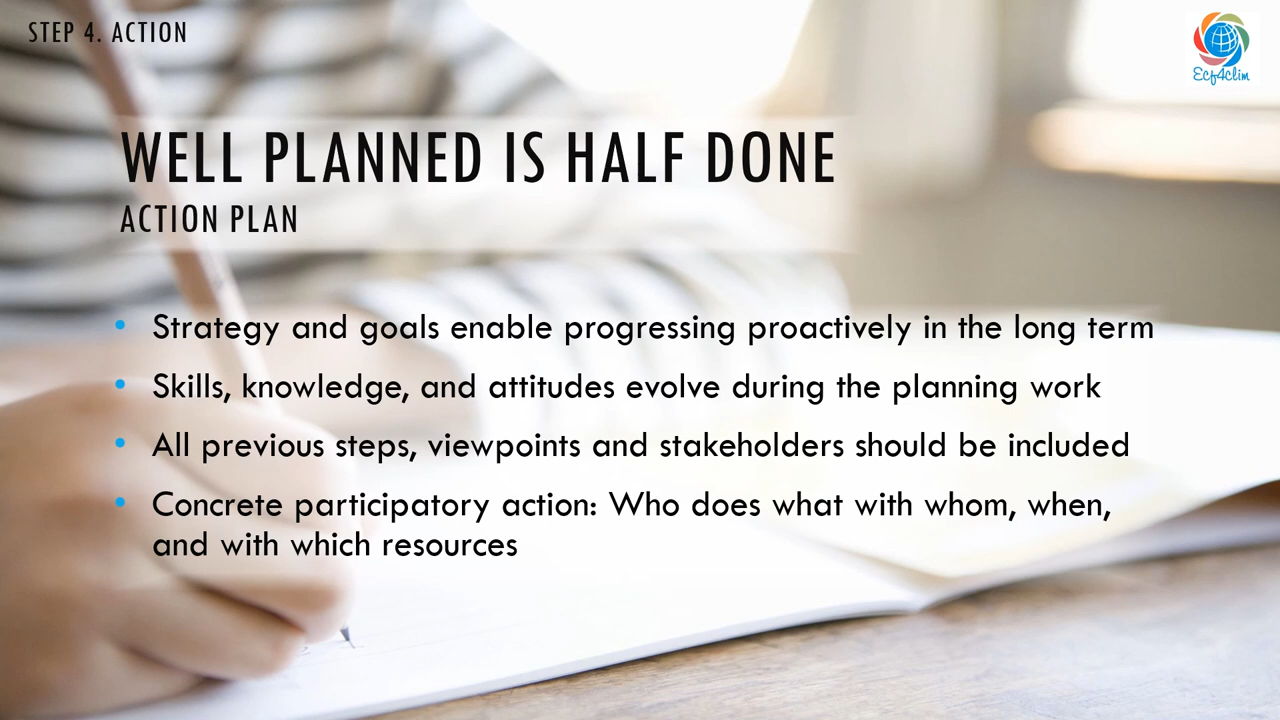 STEP 4. ACTION
Ecf4clim
WELL PLANNED IS HALF DONE
ACTION PLAN
• Strategy and goals enable progressing proactively in the long term
• Skills, knowledge, and attitudes evolve during the planning work
• All previous steps, viewpoints and stakeholders should be included
• Concrete participatory action: Who does what with whom, when,
and with which resources